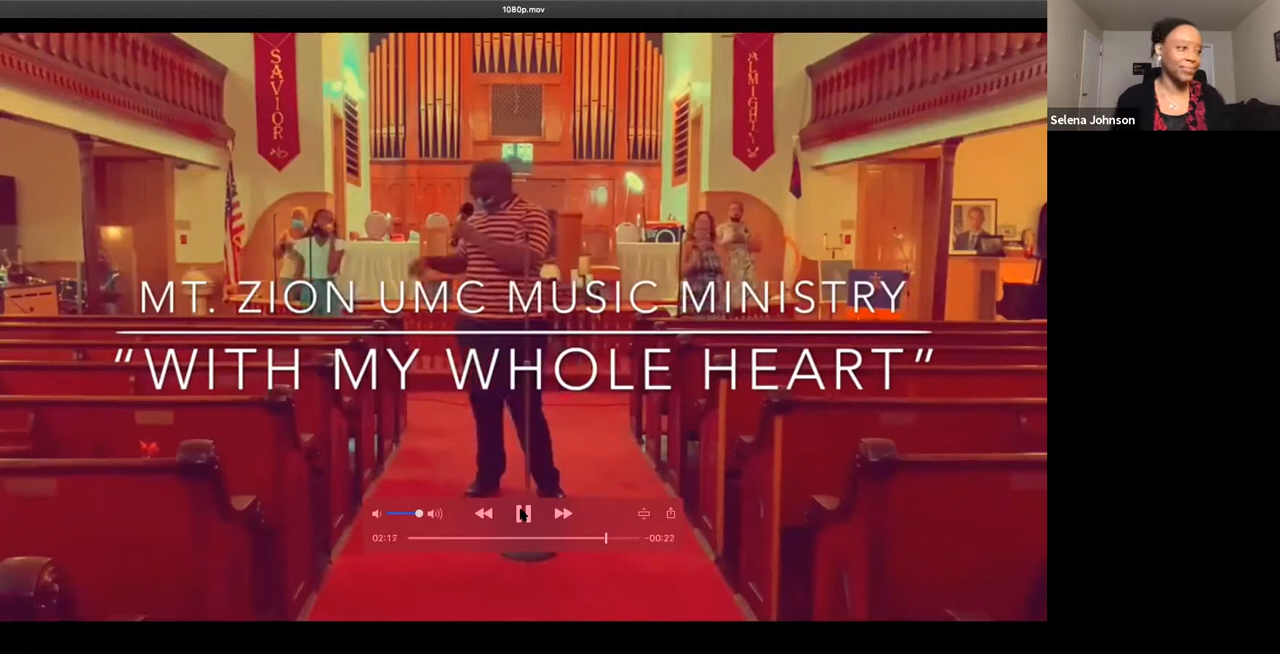 1080p.mov
SAVIOR
ALMIGHTY
Selena Johnson
MT. ZION UMC MUSIC MINISTRY
“WITH MY WHOLE HEART”
02:17
-00:22